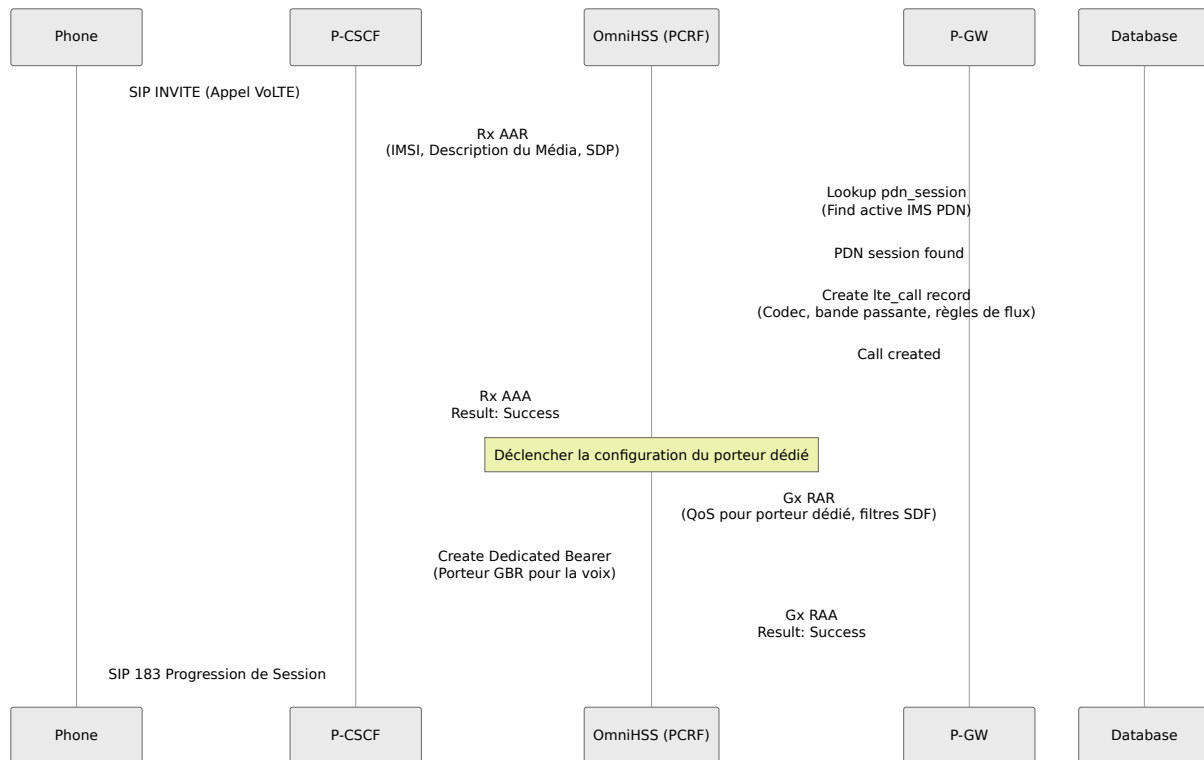 Phone
P-CSCF
OmniHSS (PCRF)
P-GW
Database
SIP INVITE (Appel VoLTE)
Rx AAR
(IMSI, Description du Média, SDP)
Lookup pdn_session
(Find active IMS PDN)
PDN session found
Create lte_call record
(Codec, bande passante, règles de flux)
Call created
Rx AAA
Result: Success
Déclencher la configuration du porteur dédié
Gx RAR
(QoS pour porteur dédié, filtres SDF)
Create Dedicated Bearer
(Porteur GBR pour la voix)
Gx RAA
Result: Success
SIP 183 Progression de Session
Phone
P-CSCF
OmniHSS (PCRF)
P-GW
Database